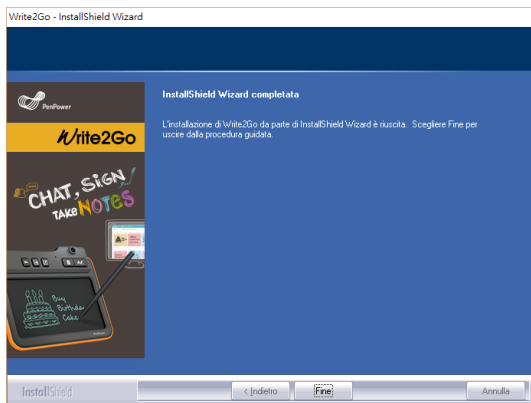 Write2Go - InstallShield Wizard
PenPower
Write2Go
CHAT, SIGN
TAKE NOTES
Buy
Birthday
Cake
InstallShield Wizard completata
L'installazione di Write2Go da parte di InstallShield Wizard è riuscita. Scegliere Fine per
uscire dalla procedura guidata.
InstallShield
< Indietro
Fine
Annulla